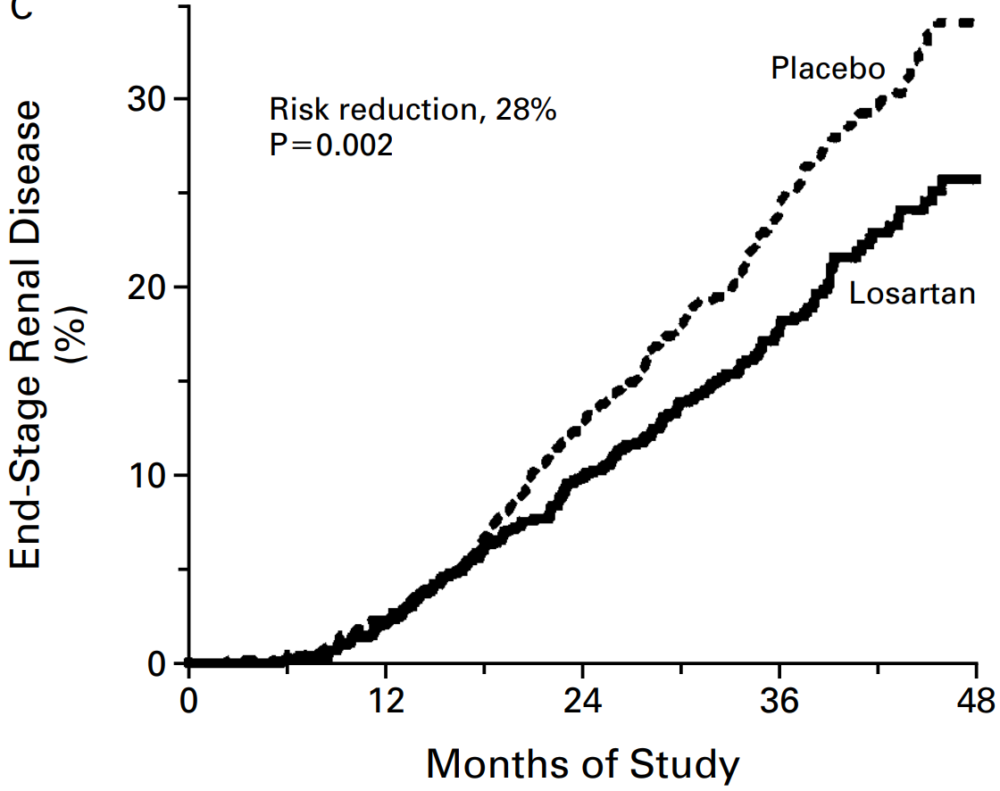 C
Placebo
Risk reduction, 28%
P=0.002
Losartan
End-Stage Renal Disease
(%)
30
20
10
0
0 12 24 36 48
Months of Study